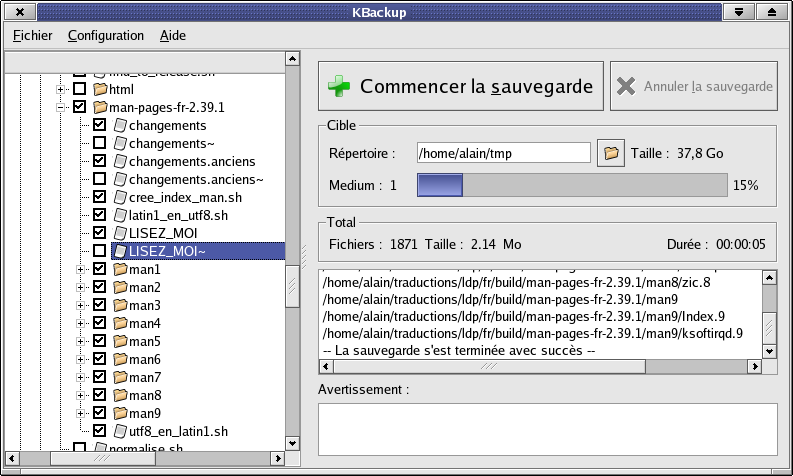 KBackup
Fichier Configuration Aide
html
man-pages-fr-2.39.1
changements
changements~
changements.anciens
changements.anciens~
cree_index_man.sh
latin1_en_utf8.sh
LISEZ_MOI
LISEZ_MOI~
man1
man2
man3
man4
man5
man6
man7
man8
man9
utf8_en_latin1.sh
normalise.sh
Commencer la sauvegarde
Annuler la sauvegarde
Cible
Répertoire : /home/alain/tmp Taille : 37,8 Go
Medium : 1 15%
Total
Fichiers : 1871 Taille : 2.14 Mo Durée : 00:00:05
/home/alain/traductions/ldp/fr/build/man-pages-fr-2.39.1/man8/zic.8
/home/alain/traductions/ldp/fr/build/man-pages-fr-2.39.1/man9
/home/alain/traductions/ldp/fr/build/man-pages-fr-2.39.1/man9/Index.9
/home/alain/traductions/ldp/fr/build/man-pages-fr-2.39.1/man9/ksoftirqd.9
-- La sauvegarde s'est terminée avec succès --
Avertissement :